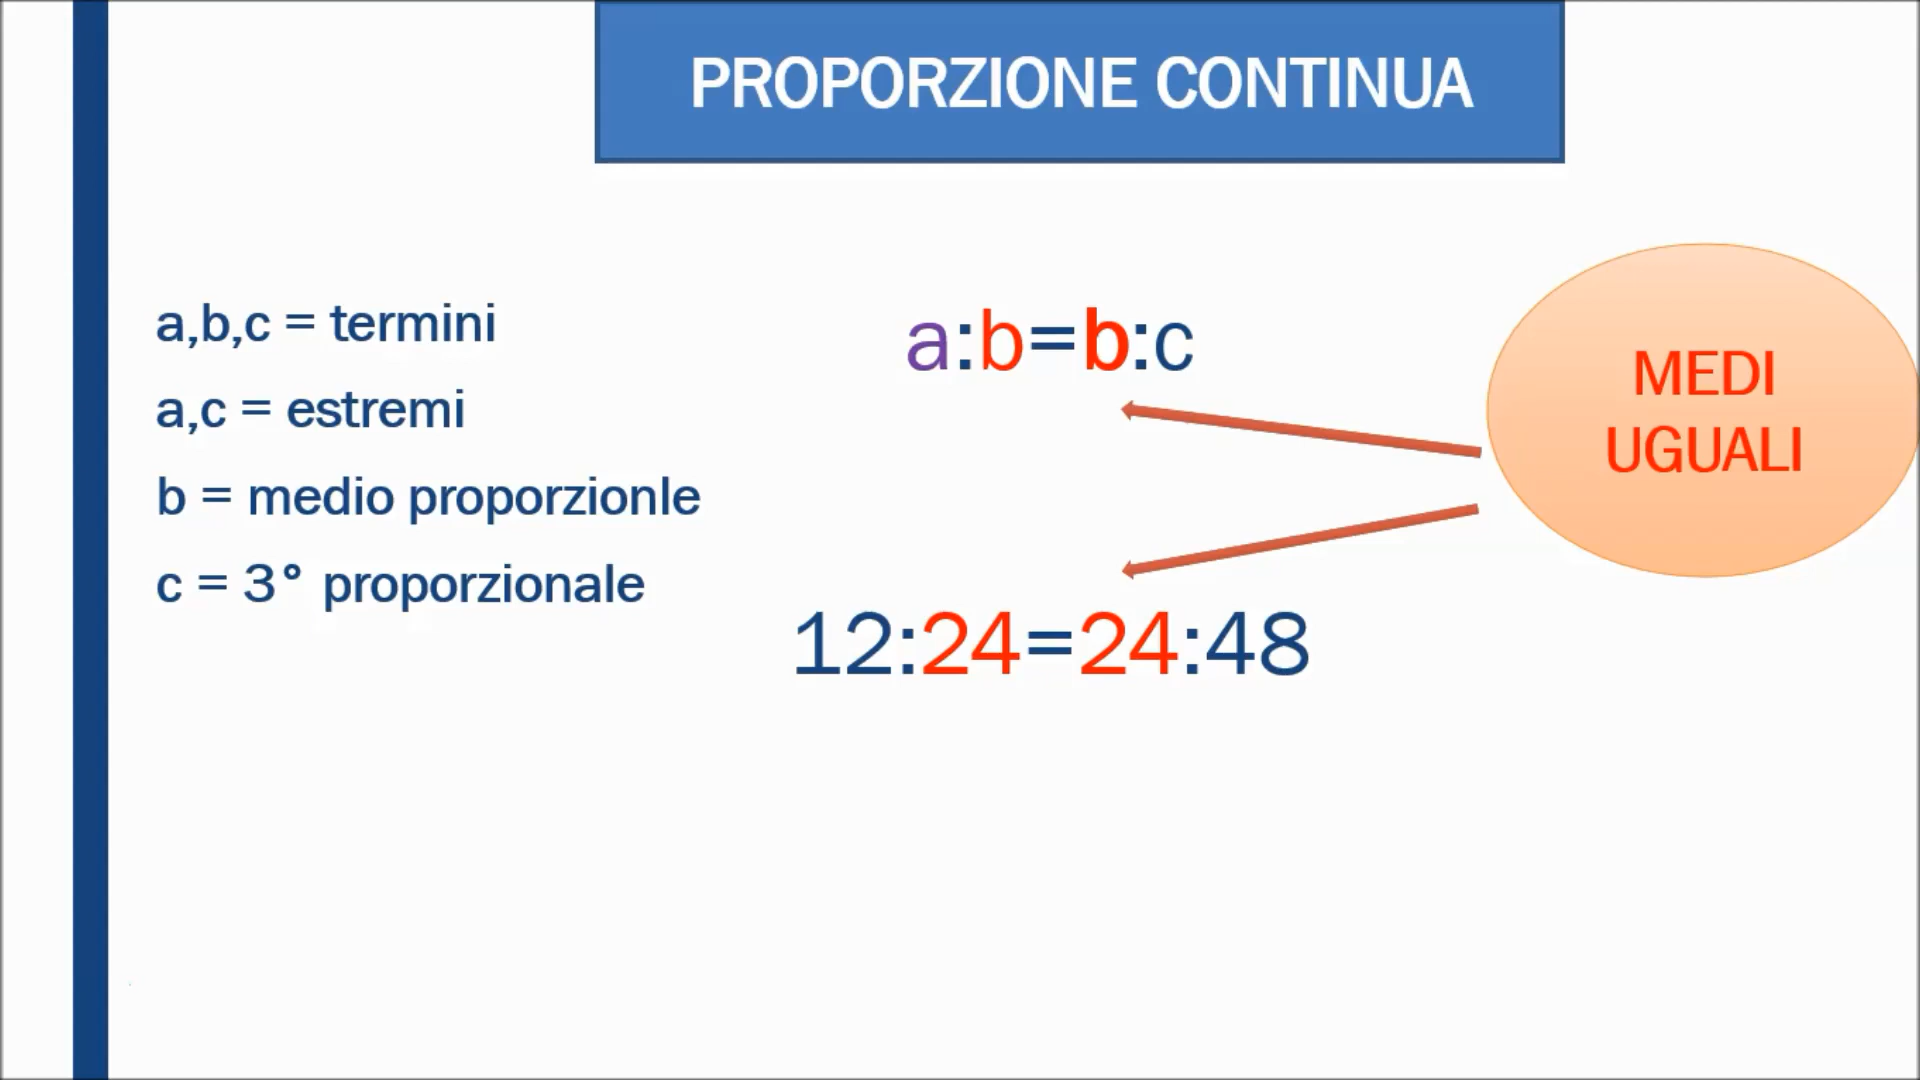 PROPORZIONE CONTINUA
a,b,c = termini
a,c = estremi
b = medio proporzionle
c = 3° proporzionale
a:b=b:c
12:24=24:48
MEDI
UGUALI